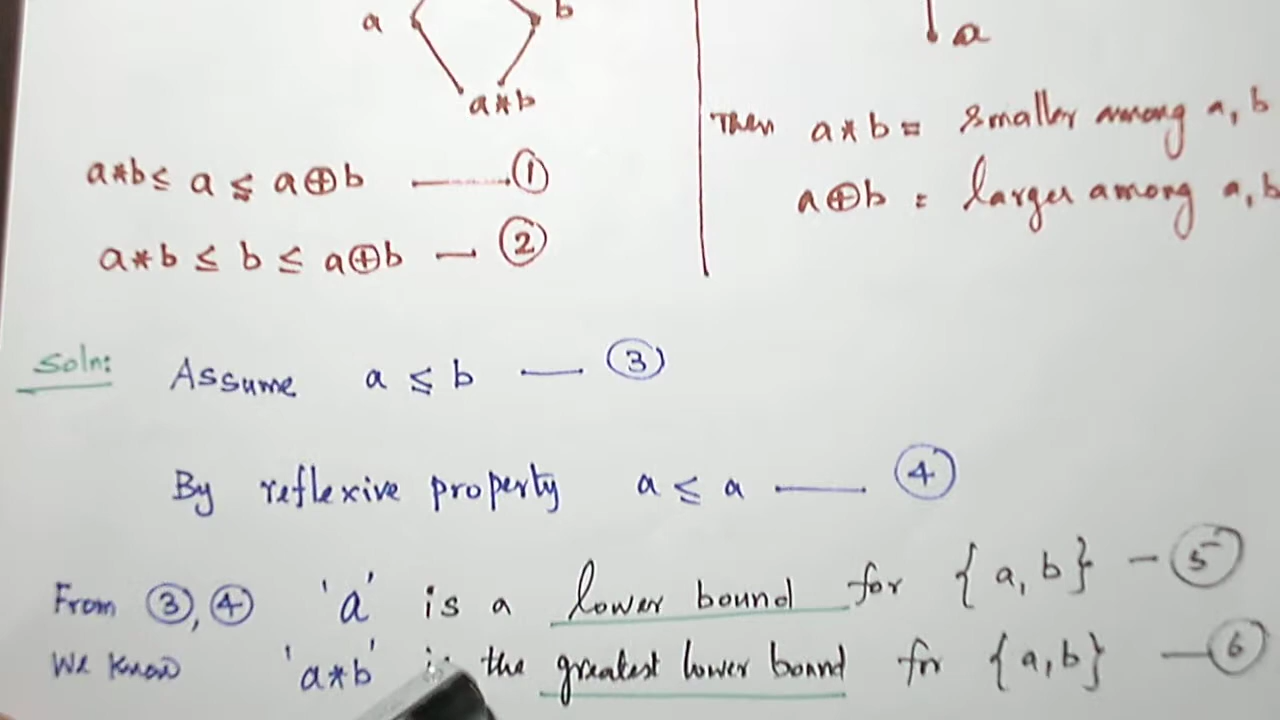 a b
a*b
a*b ≤ a ≤ a⊕b —— ①
a*b ≤ b ≤ a⊕b — ②
a
Then a*b = smaller among a, b
a⊕b = larger among a, b
Soln: Assume a ≤ b —— ③
By reflexive property a ≤ a —— ④
From ③, ④ 'a' is a lower bound for {a, b} — ⑤
We know 'a*b' is the greatest lower bound for {a, b} — ⑥